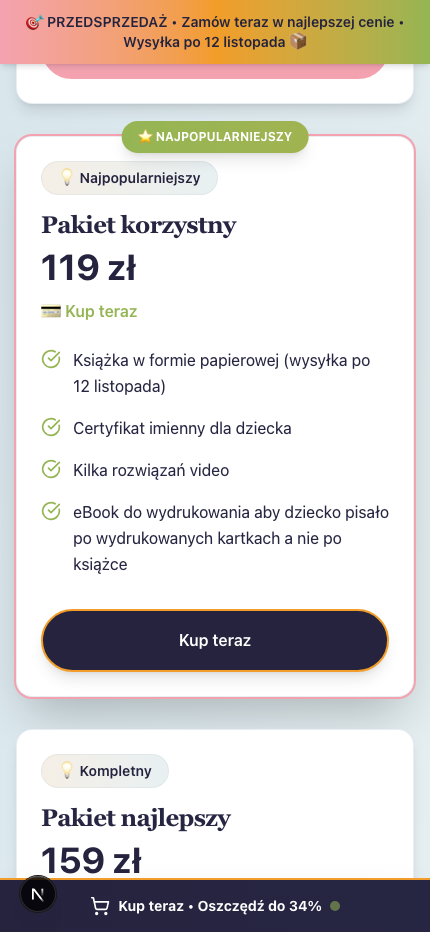 🎯 PRZEDSPRZEDAŻ • Zamów teraz w najlepszej cenie •
Wysyłka po 12 listopada 📦
⭐ NAJPOPULARNIEJSZY
💡 Najpopularniejszy
Pakiet korzystny
119 zł
💳 Kup teraz
Książka w formie papierowej (wysyłka po
12 listopada)
Certyfikat imienny dla dziecka
Kilka rozwiązań video
eBook do wydrukowania aby dziecko pisało
po wydrukowanych kartkach a nie po
książce
Kup teraz
💡 Kompletny
Pakiet najlepszy
159 zł
N
Kup teraz • Oszczędź do 34%